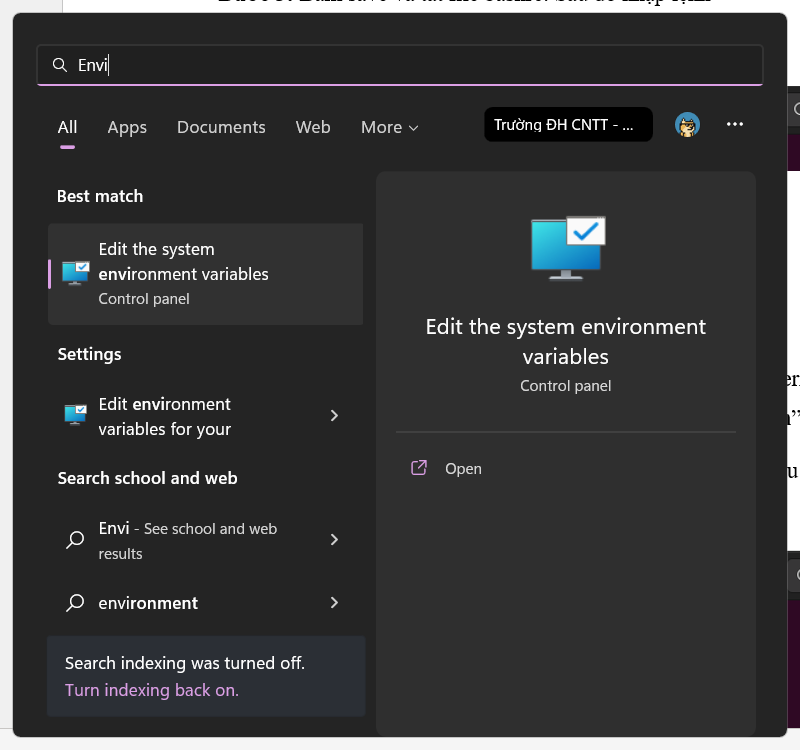 Envi
All Apps Documents Web More Trường ĐH CNTT - ...
Best match
Edit the system
environment variables
Control panel
Edit the system environment
variables
Control panel
Open
Settings
Edit environment
variables for your
Search school and web
Envi - See school and web
results
environment
Search indexing was turned off.
Turn indexing back on.